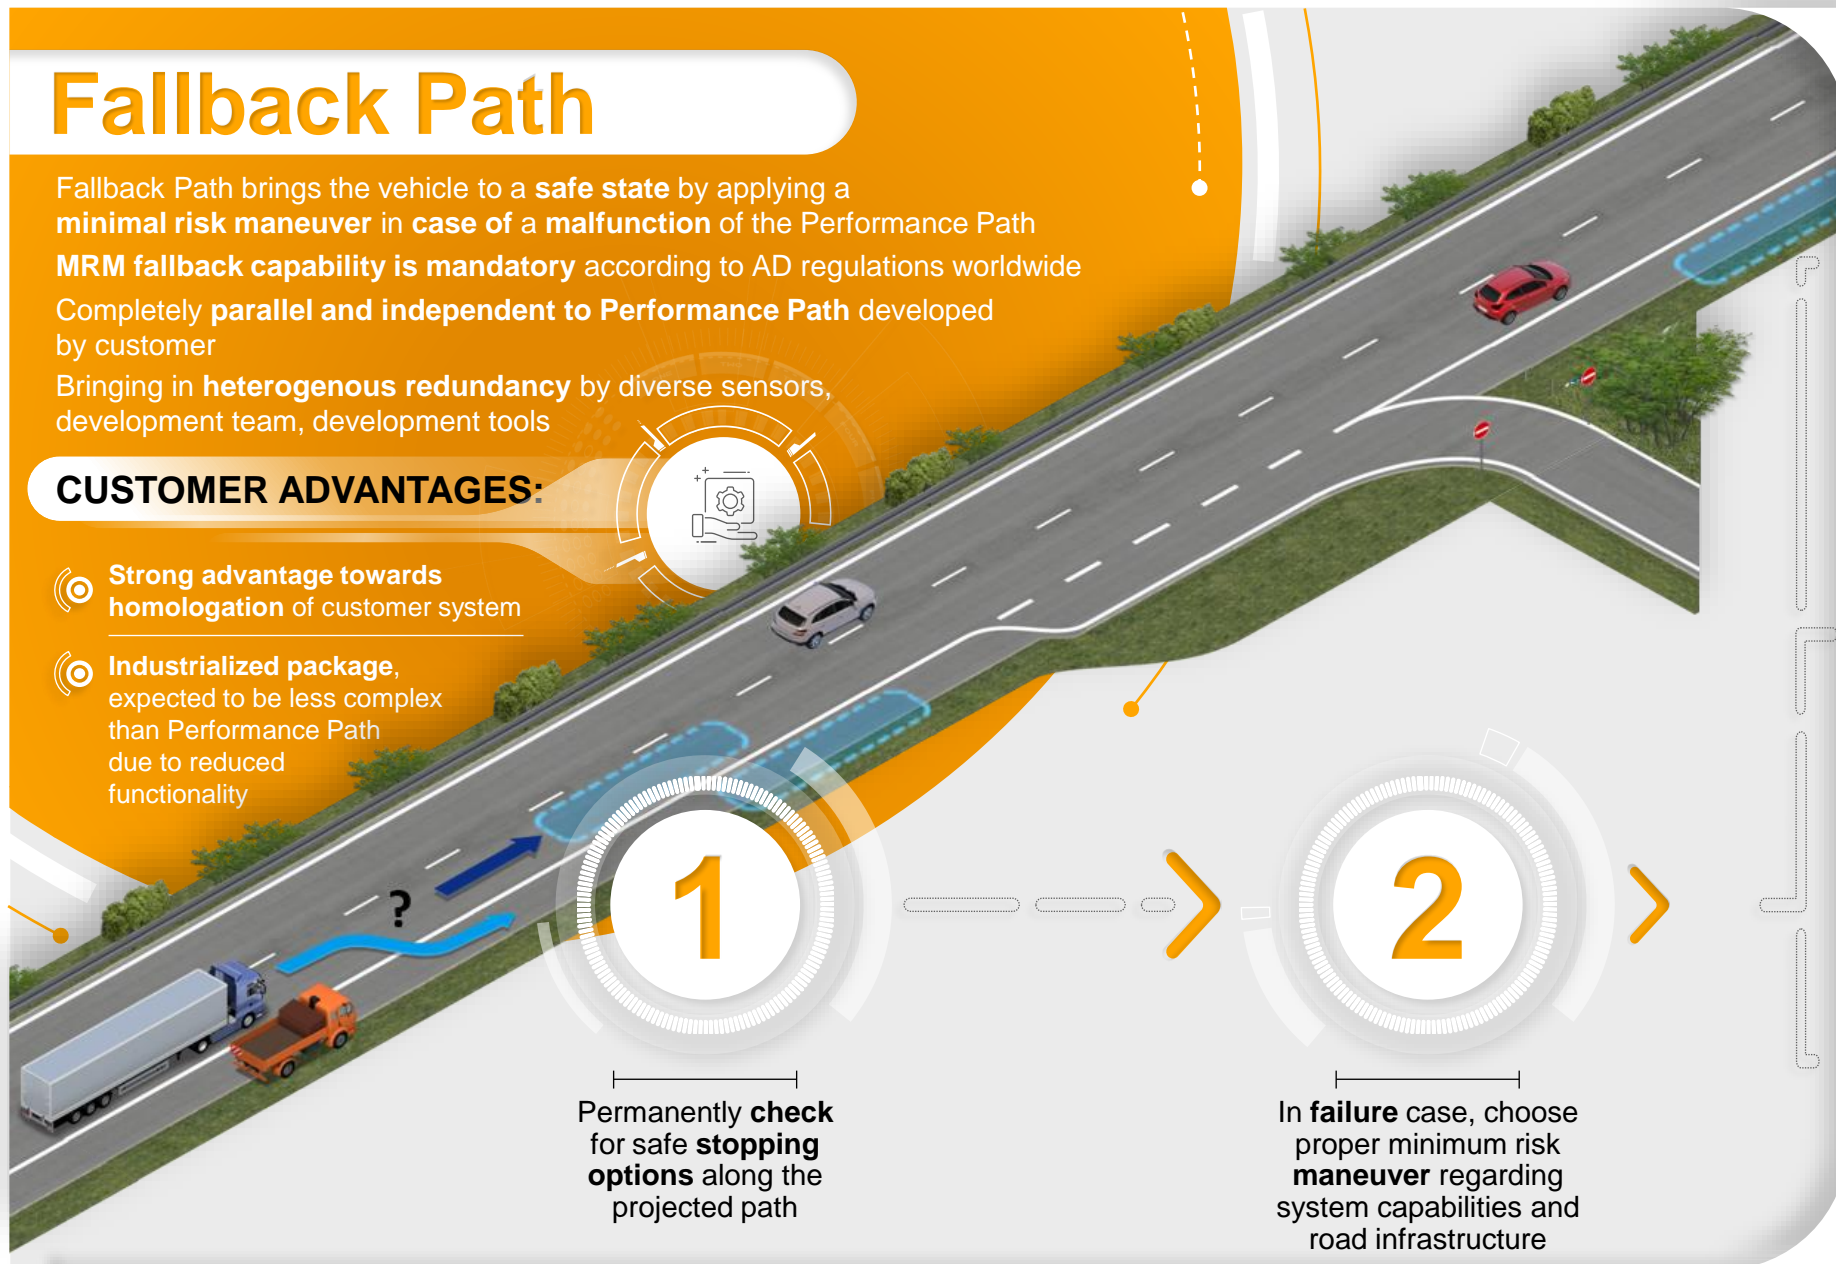 Fallback Path
Fallback Path brings the vehicle to a safe state by applying a
minimal risk maneuver in case of a malfunction of the Performance Path
MRM fallback capability is mandatory according to AD regulations worldwide
Completely parallel and independent to Performance Path developed
by customer
Bringing in heterogenous redundancy by diverse sensors,
development team, development tools
CUSTOMER ADVANTAGES:
Strong advantage towards
homologation of customer system
Industrialized package,
expected to be less complex
than Performance Path
due to reduced
functionality
?
1
Permanently check
for safe stopping
options along the
projected path
2
In failure case, choose
proper minimum risk
maneuver regarding
system capabilities and
road infrastructure